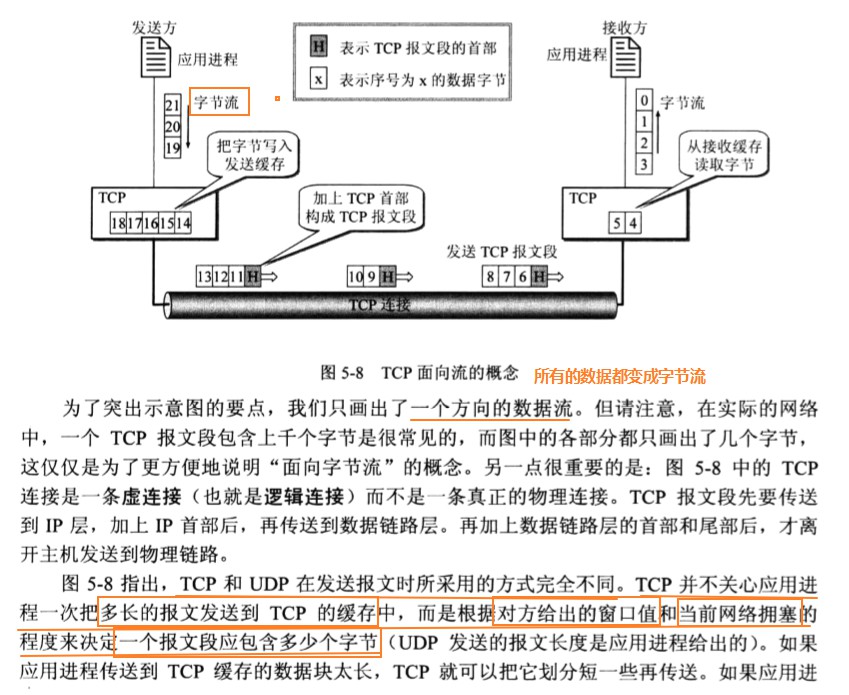 发送方
接收方
应用进程
H 表示 TCP 报文段的首部
x 表示序号为 x 的数据字节
应用进程
21 字节流
20
19
0 字节流
1
2
3
把字节写入
发送缓存
从接收缓存
读取字节
加上 TCP 首部
构成 TCP 报文段
TCP
18 17 16 15 14
TCP
5 4
发送 TCP 报文段
13 12 11 H
10 9 H
8 7 6 H
TCP 连接
图 5-8 TCP 面向流的概念 所有的数据都变成字节流
为了突出示意图的要点，我们只画出了一个方向的数据流。但请注意，在实际的网络
中，一个 TCP 报文段包含上千个字节是很常见的，而图中的各部分都只画出了几个字节，
这仅仅是为了更方便地说明“面向字节流”的概念。另一点很重要的是：图 5-8 中的 TCP
连接是一条虚连接（也就是逻辑连接）而不是一条真正的物理连接。TCP 报文段先要传送
到 IP 层，加上 IP 首部后，再传送到数据链路层。再加上数据链路层的首部和尾部后，才离
开主机发送到物理链路。
图 5-8 指出，TCP 和 UDP 在发送报文时所采用的方式完全不同。TCP 并不关心应用进
程一次把多长的报文发送到 TCP 的缓存中，而是根据对方给出的窗口值和当前网络拥塞的
程度来决定一个报文段应包含多少个字节（UDP 发送的报文长度是应用进程给出的）。如果
应用进程传送到 TCP 缓存的数据块太长，TCP 就可以把它划分短一些再传送。如果应用进